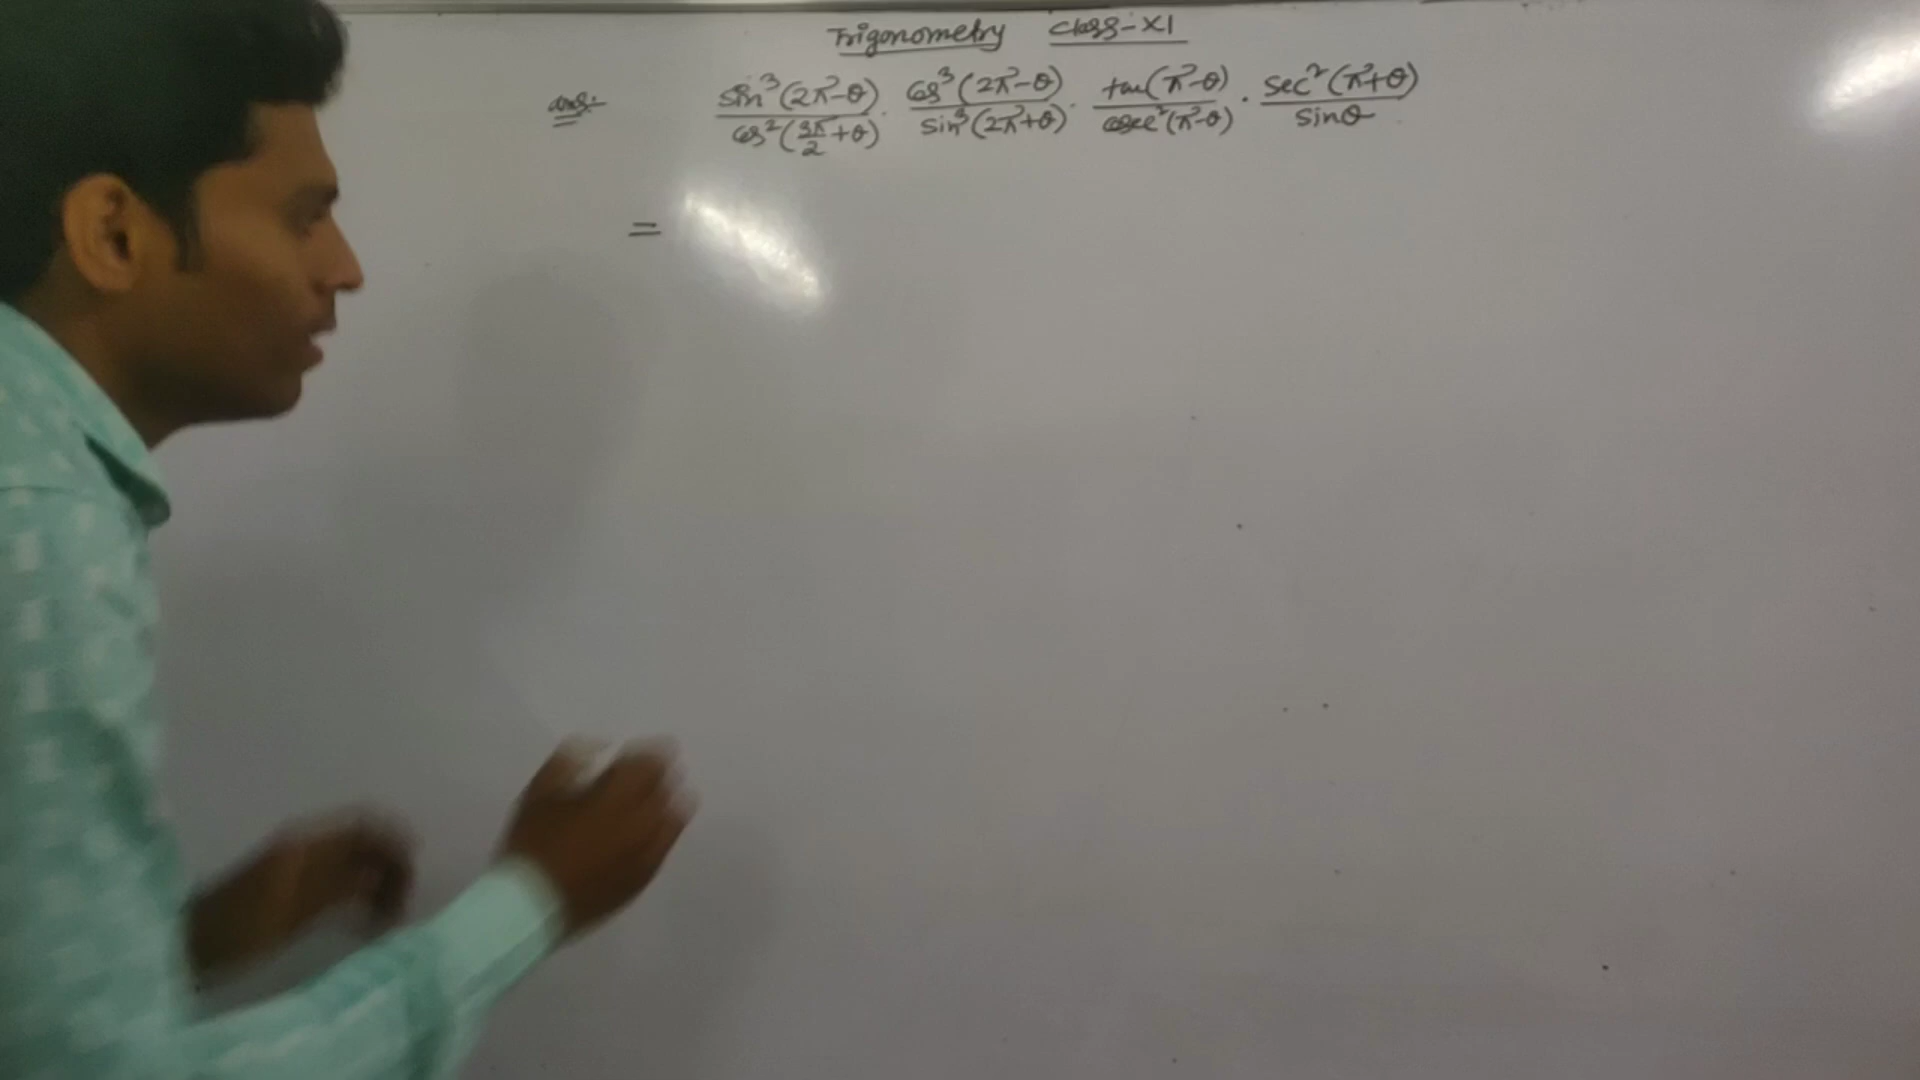 Trigonometry Class-XI
ans:
sin³(2π-θ)/cos²(3π/2+θ) · cos³(2π-θ)/sin³(2π+θ) · tan(π-θ)/cosec²(π-θ) · sec²(π+θ)/sinθ
=